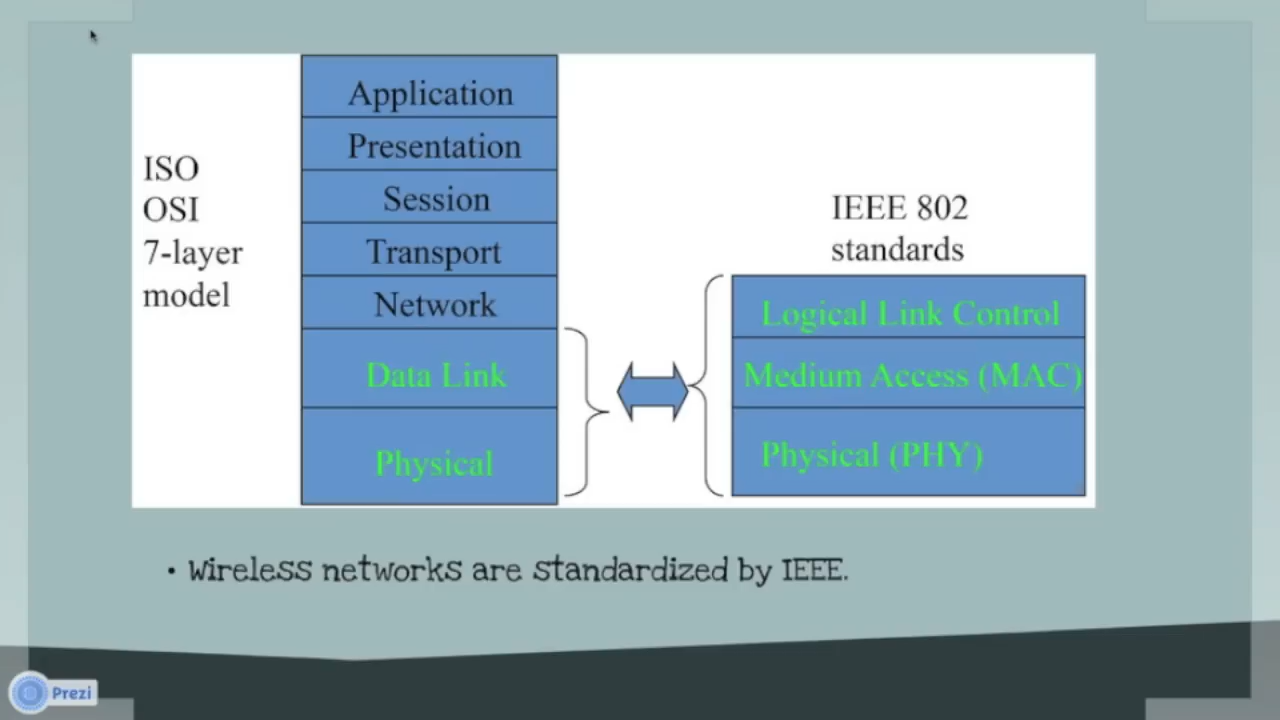 ISO
OSI
7-layer
model
Application
Presentation
Session
Transport
Network
Data Link
Physical
IEEE 802
standards
Logical Link Control
Medium Access (MAC)
Physical (PHY)
• Wireless networks are standardized by IEEE.
Prezi